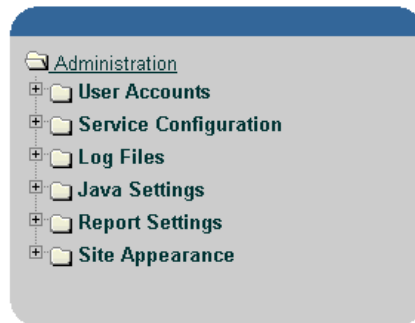 Administration
User Accounts
Service Configuration
Log Files
Java Settings
Report Settings
Site Appearance